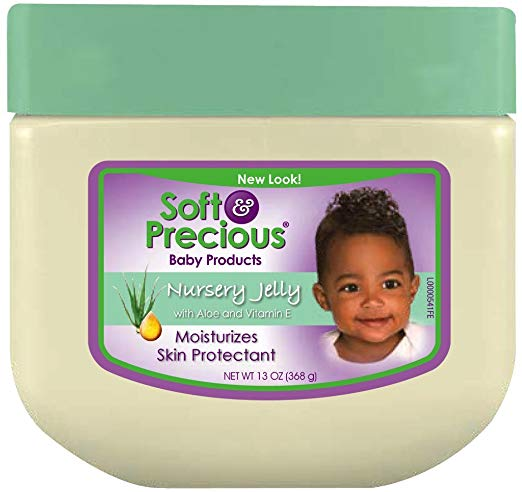 New Look!
Soft &
Precious®
Baby Products
Nursery Jelly
with Aloe and Vitamin E
Moisturizes
Skin Protectant
NET WT 13 OZ (368 g)
L0000541FE